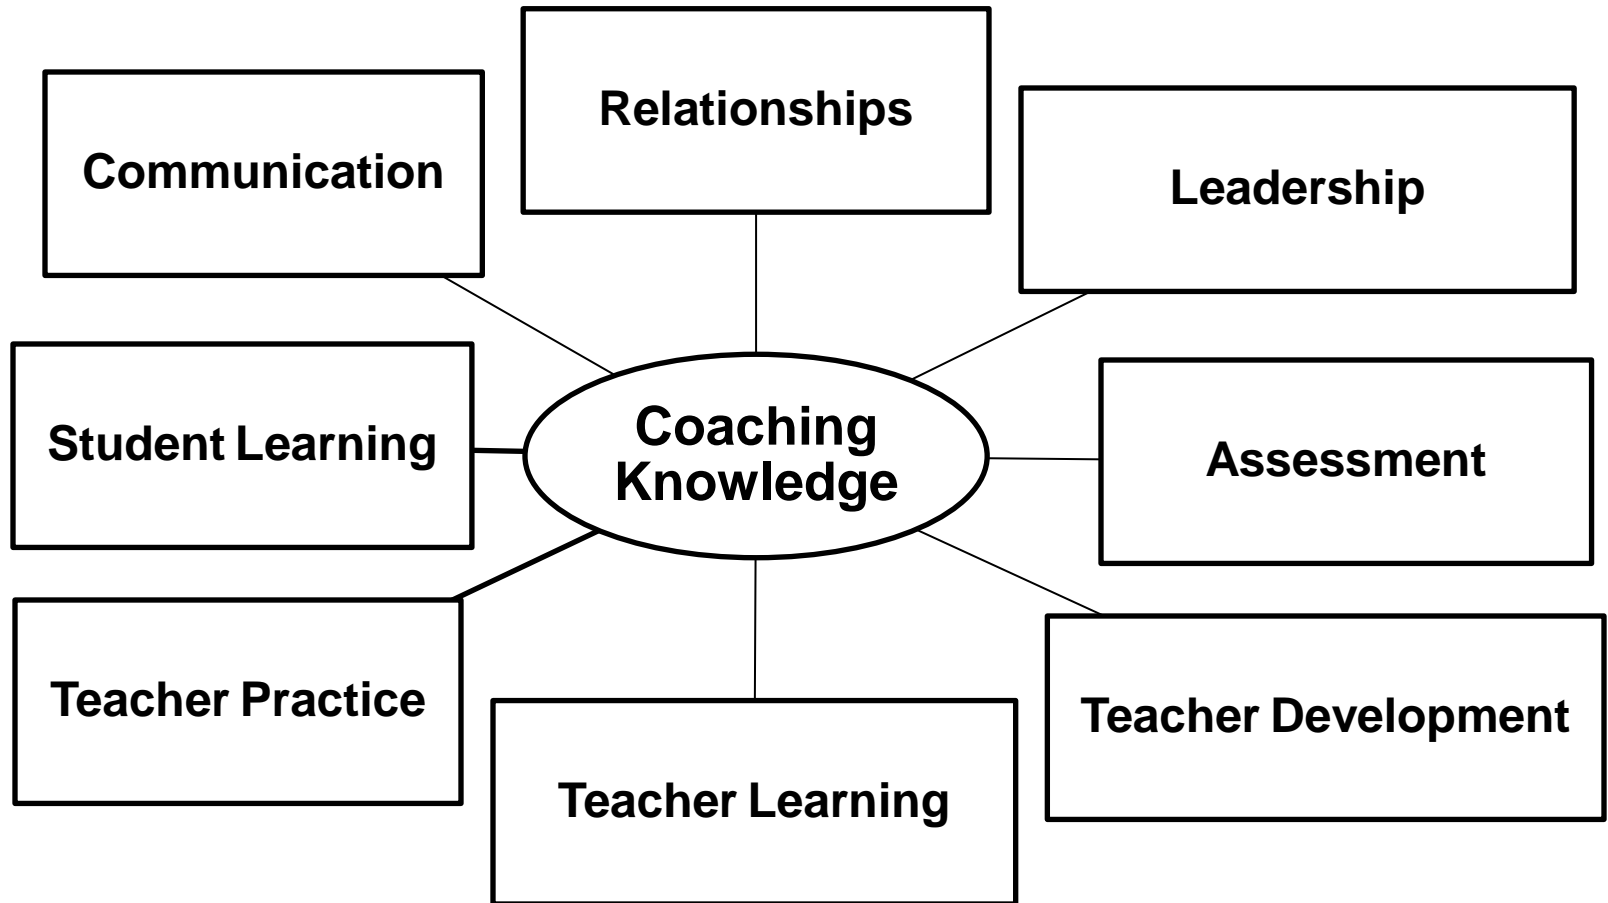 Relationships
Communication
Leadership
Student Learning
Coaching
Knowledge
Assessment
Teacher Practice
Teacher Development
Teacher Learning